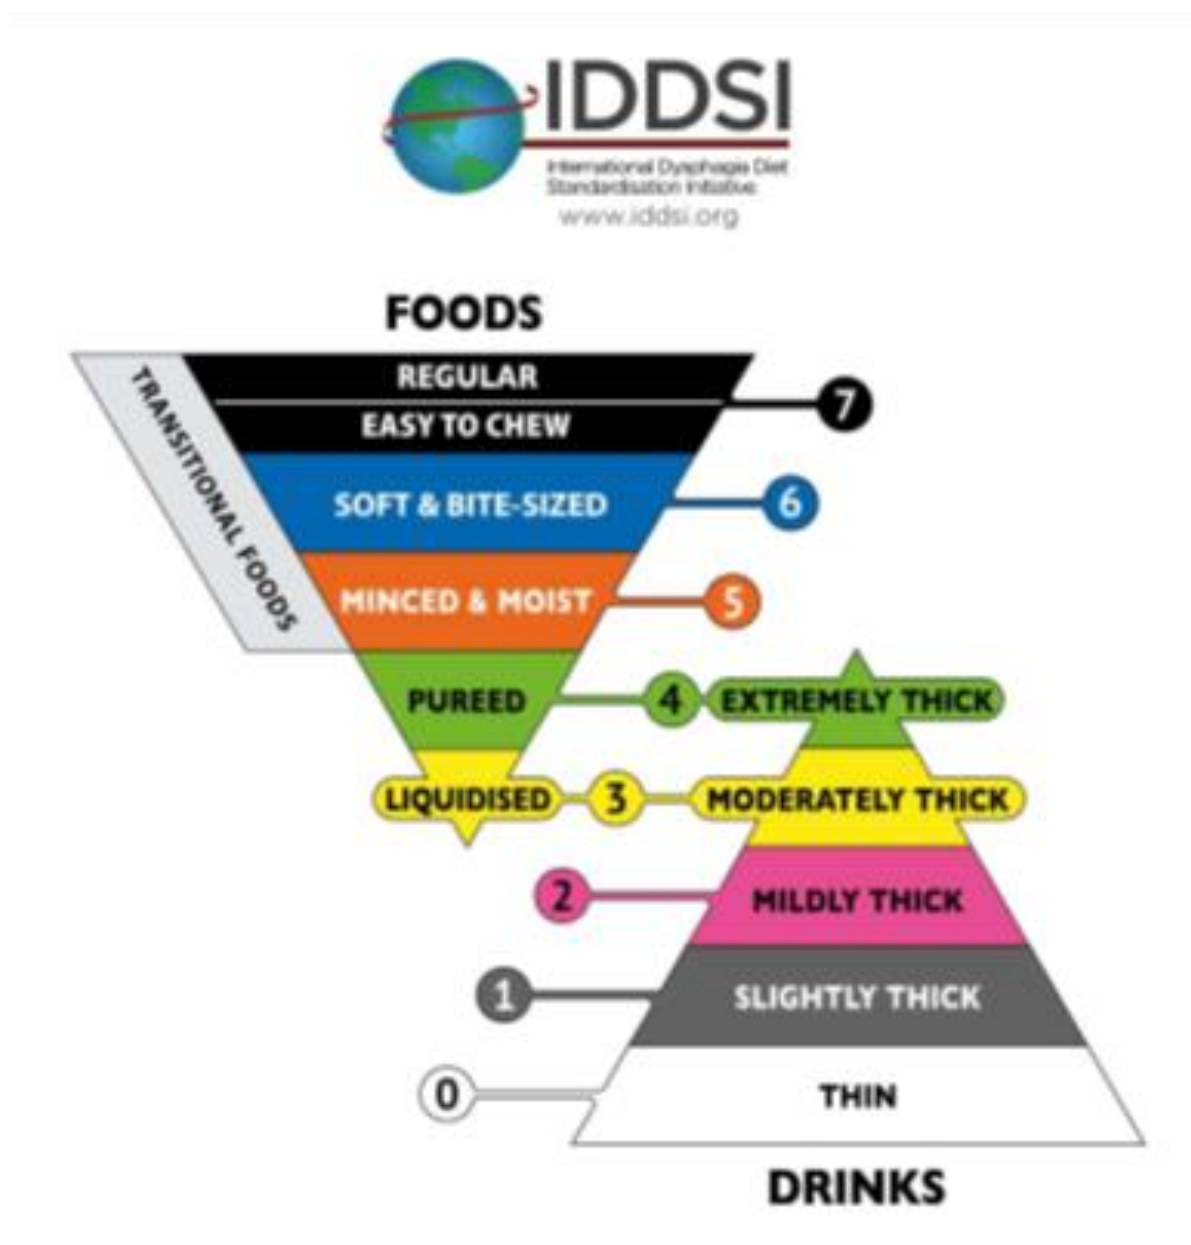 IDDSI
International Dysphagia Diet
Standardisation Initiative
www.iddsi.org
FOODS
TRANSITIONAL FOODS
REGULAR
EASY TO CHEW
7
SOFT & BITE-SIZED
6
MINCED & MOIST
5
PUREED
4
EXTREMELY THICK
LIQUIDISED
3
MODERATELY THICK
2
MILDLY THICK
1
SLIGHTLY THICK
0
THIN
DRINKS